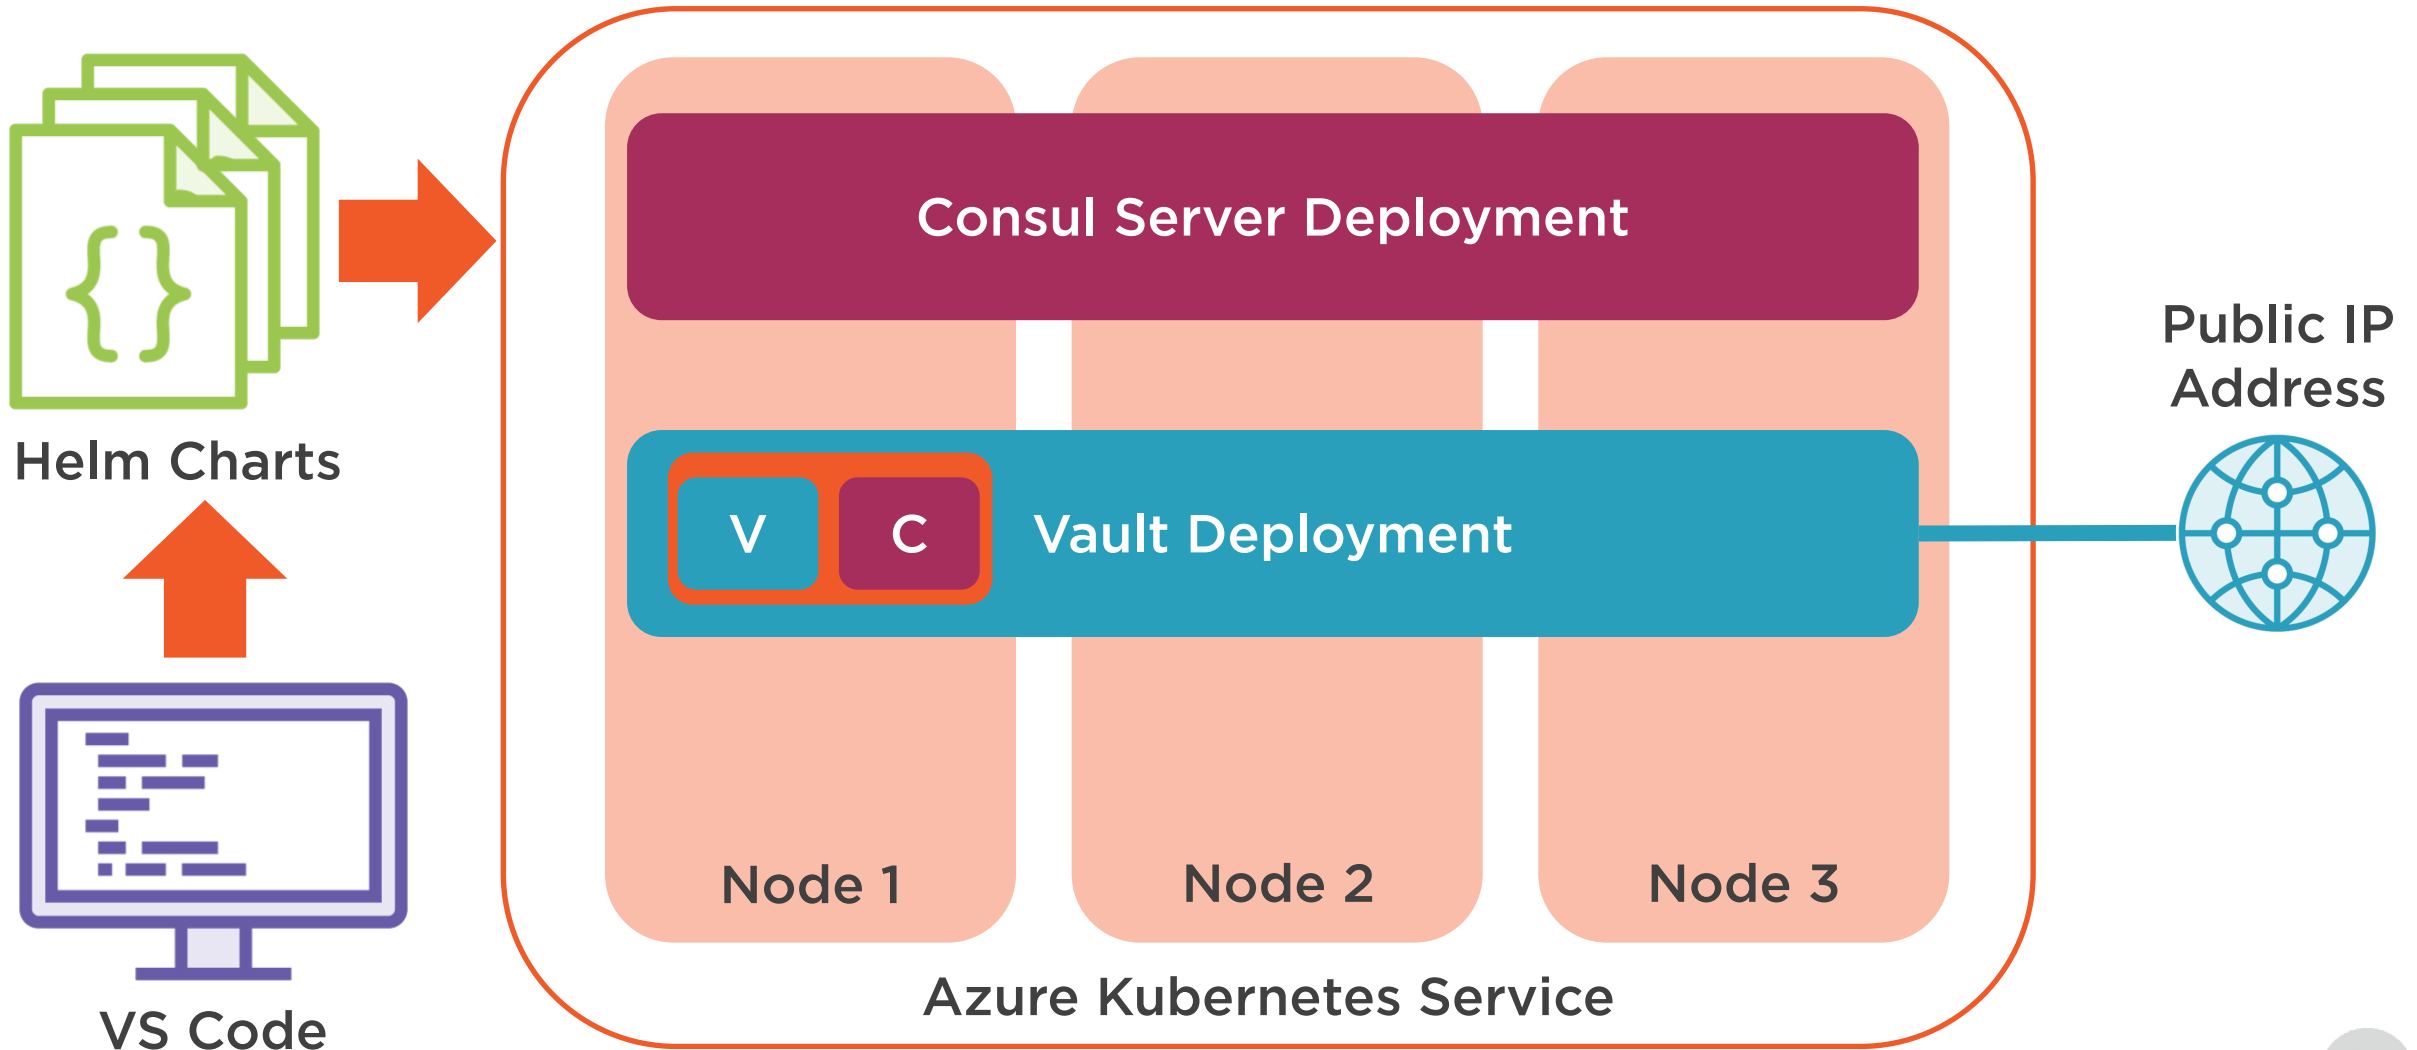 Consul Server Deployment
Public IP
Address
Helm Charts
V
C
Vault Deployment
{ }
Node 1
Node 2
Node 3
Azure Kubernetes Service
VS Code